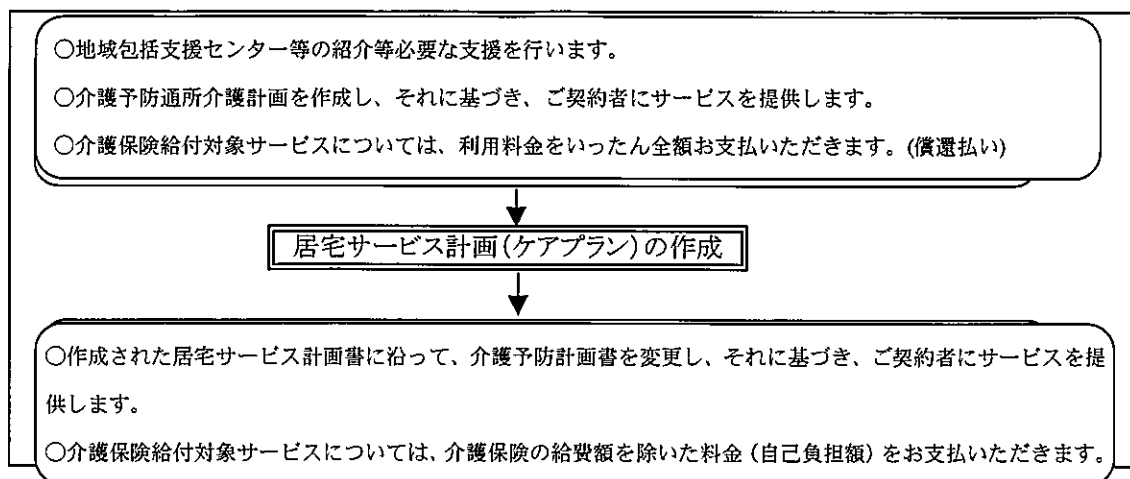 ○地域包括支援センター等の紹介等必要な支援を行います。
○介護予防通所介護計画を作成し、それに基づき、ご契約者にサービスを提供します。
○介護保険給付対象サービスについては、利用料金をいったん全額お支払いただきます。(償還払い)
居宅サービス計画(ケアプラン)の作成
○作成された居宅サービス計画書に沿って、介護予防計画書を変更し、それに基づき、ご契約者にサービスを提
供します。
○介護保険給付対象サービスについては、介護保険の給費額を除いた料金(自己負担額)をお支払いただきます。